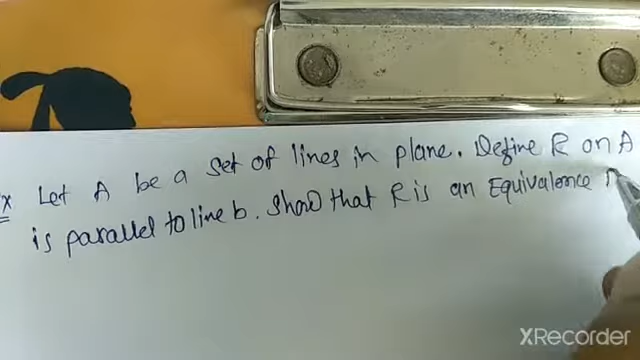 Ex Let A be a set of lines in plane. Define R on A
is parallel to line b. show that R is an Equivalence
XRecorder